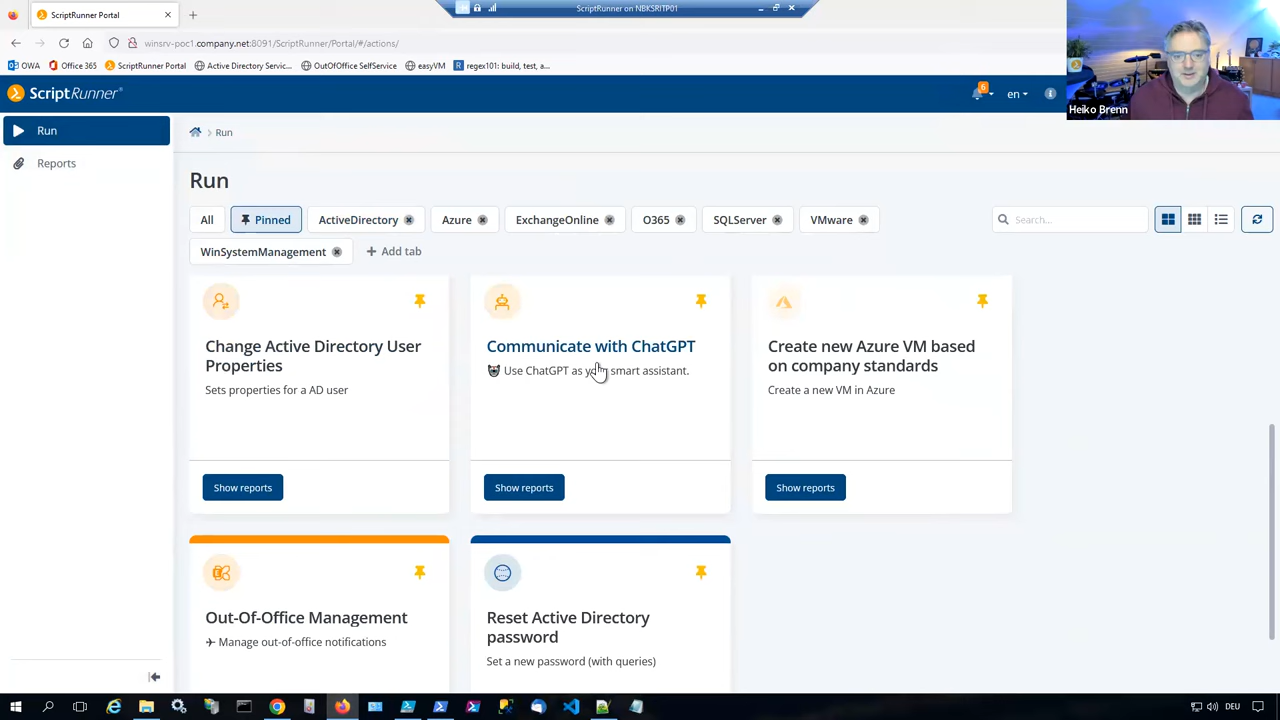 ScriptRunner Portal
ScriptRunner on NBKSRITP01
winsrv-poc1.company.net:8091/ScriptRunner/Portal/#/actions/
OWA
Office 365
ScriptRunner Portal
Active Directory Servic...
OutOfOffice SelfService
easyVM
regex101: build, test, a...
ScriptRunner®
6
en
Heiko Brenn
Run
Reports
Run
Run
All
Pinned
ActiveDirectory
Azure
ExchangeOnline
O365
SQLServer
VMware
Search...
WinSystemManagement
Add tab
Change Active Directory User
Properties
Sets properties for a AD user
Show reports
Communicate with ChatGPT
Use ChatGPT as your smart assistant.
Show reports
Create new Azure VM based
on company standards
Create a new VM in Azure
Show reports
Out-Of-Office Management
Manage out-of-office notifications
Reset Active Directory
password
Set a new password (with queries)
DEU